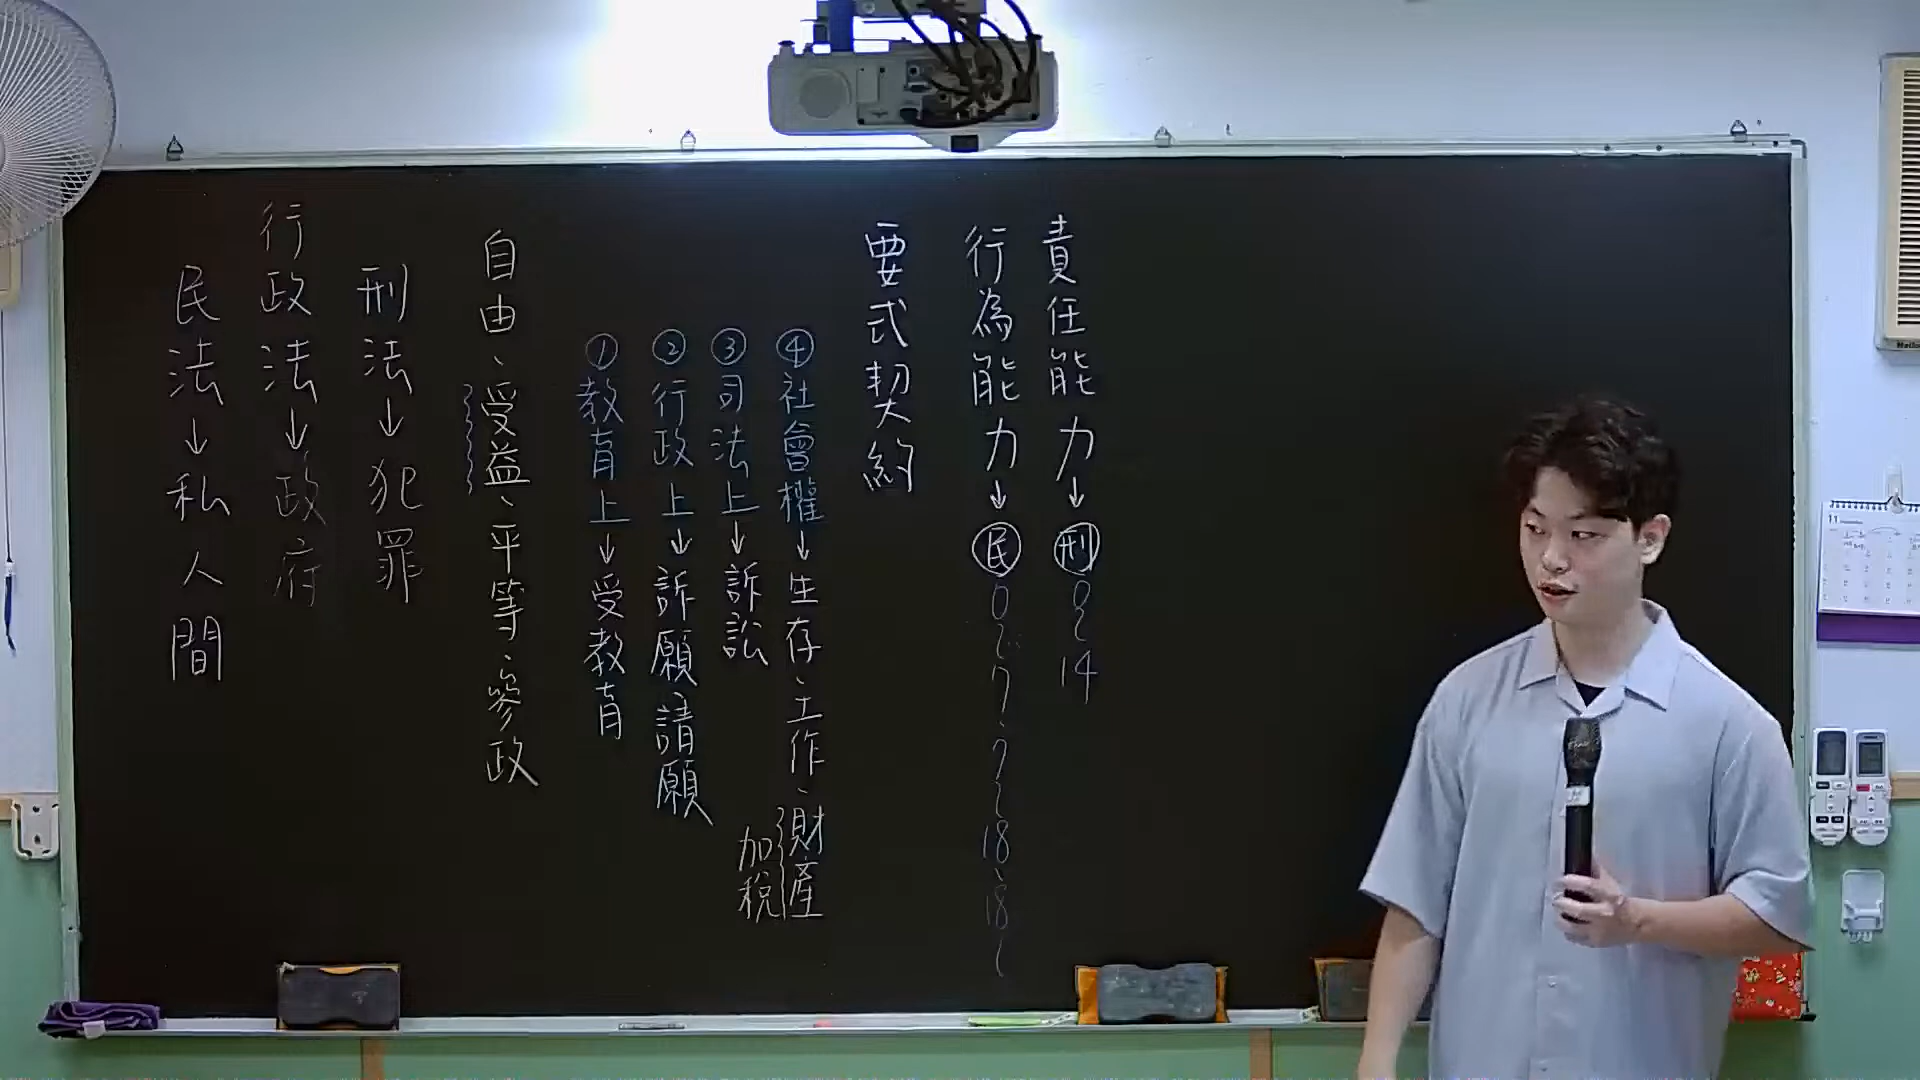 民法→私人間
行政法→政府
刑法→犯罪
自由、受益、平等、參政
①教育上→受教育
②行政上→訴願、請願
③司法上→訴訟
④社會權→生存、工作、財產
加稅
要式契約
行為能力→民 0~7、7~18、18~
責任能力→刑 0~14
11